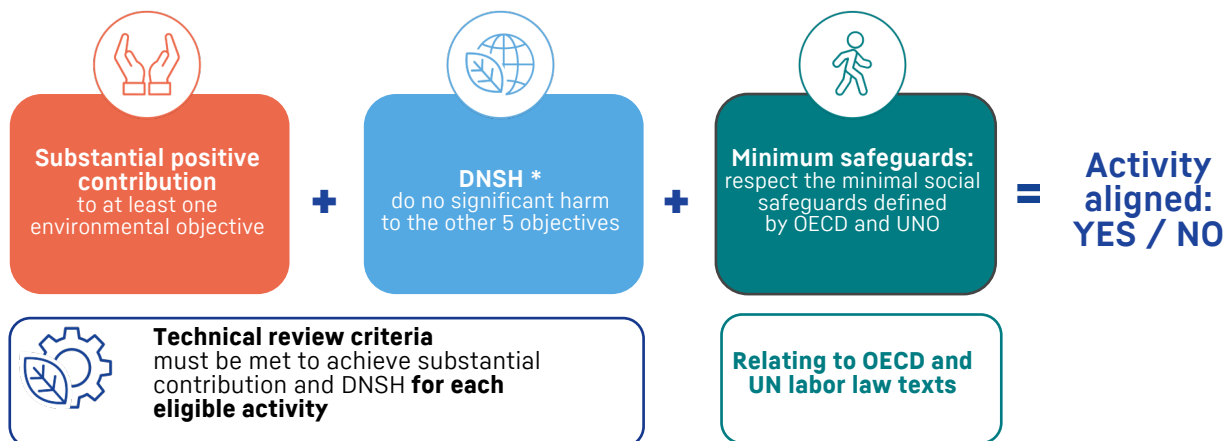 Substantial positive
contribution
to at least one
environmental objective
+
DNSH *
do no significant harm
to the other 5 objectives
+
Minimum safeguards:
respect the minimal social
safeguards defined
by OECD and UNO
=
Activity
aligned:
YES / NO
Technical review criteria
must be met to achieve substantial
contribution and DNSH for each
eligible activity
Relating to OECD and
UN labor law texts